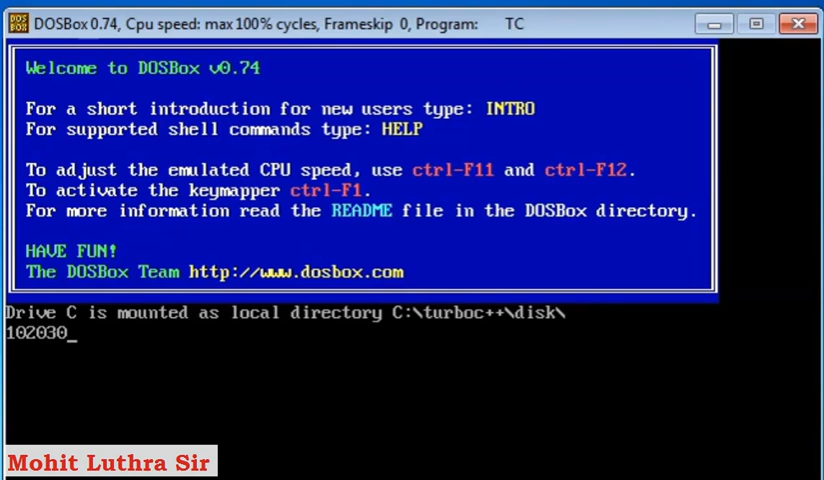 DOS BOX
DOSBox 0.74, Cpu speed: max 100% cycles, Frameskip 0, Program: TC
Welcome to DOSBox v0.74
For a short introduction for new users type: INTRO
For supported shell commands type: HELP
To adjust the emulated CPU speed, use ctrl-F11 and ctrl-F12.
To activate the keymapper ctrl-F1.
For more information read the README file in the DOSBox directory.
HAVE FUN!
The DOSBox Team http://www.dosbox.com
Drive C is mounted as local directory C:\turboc++\disk\
102030_
Mohit Luthra Sir